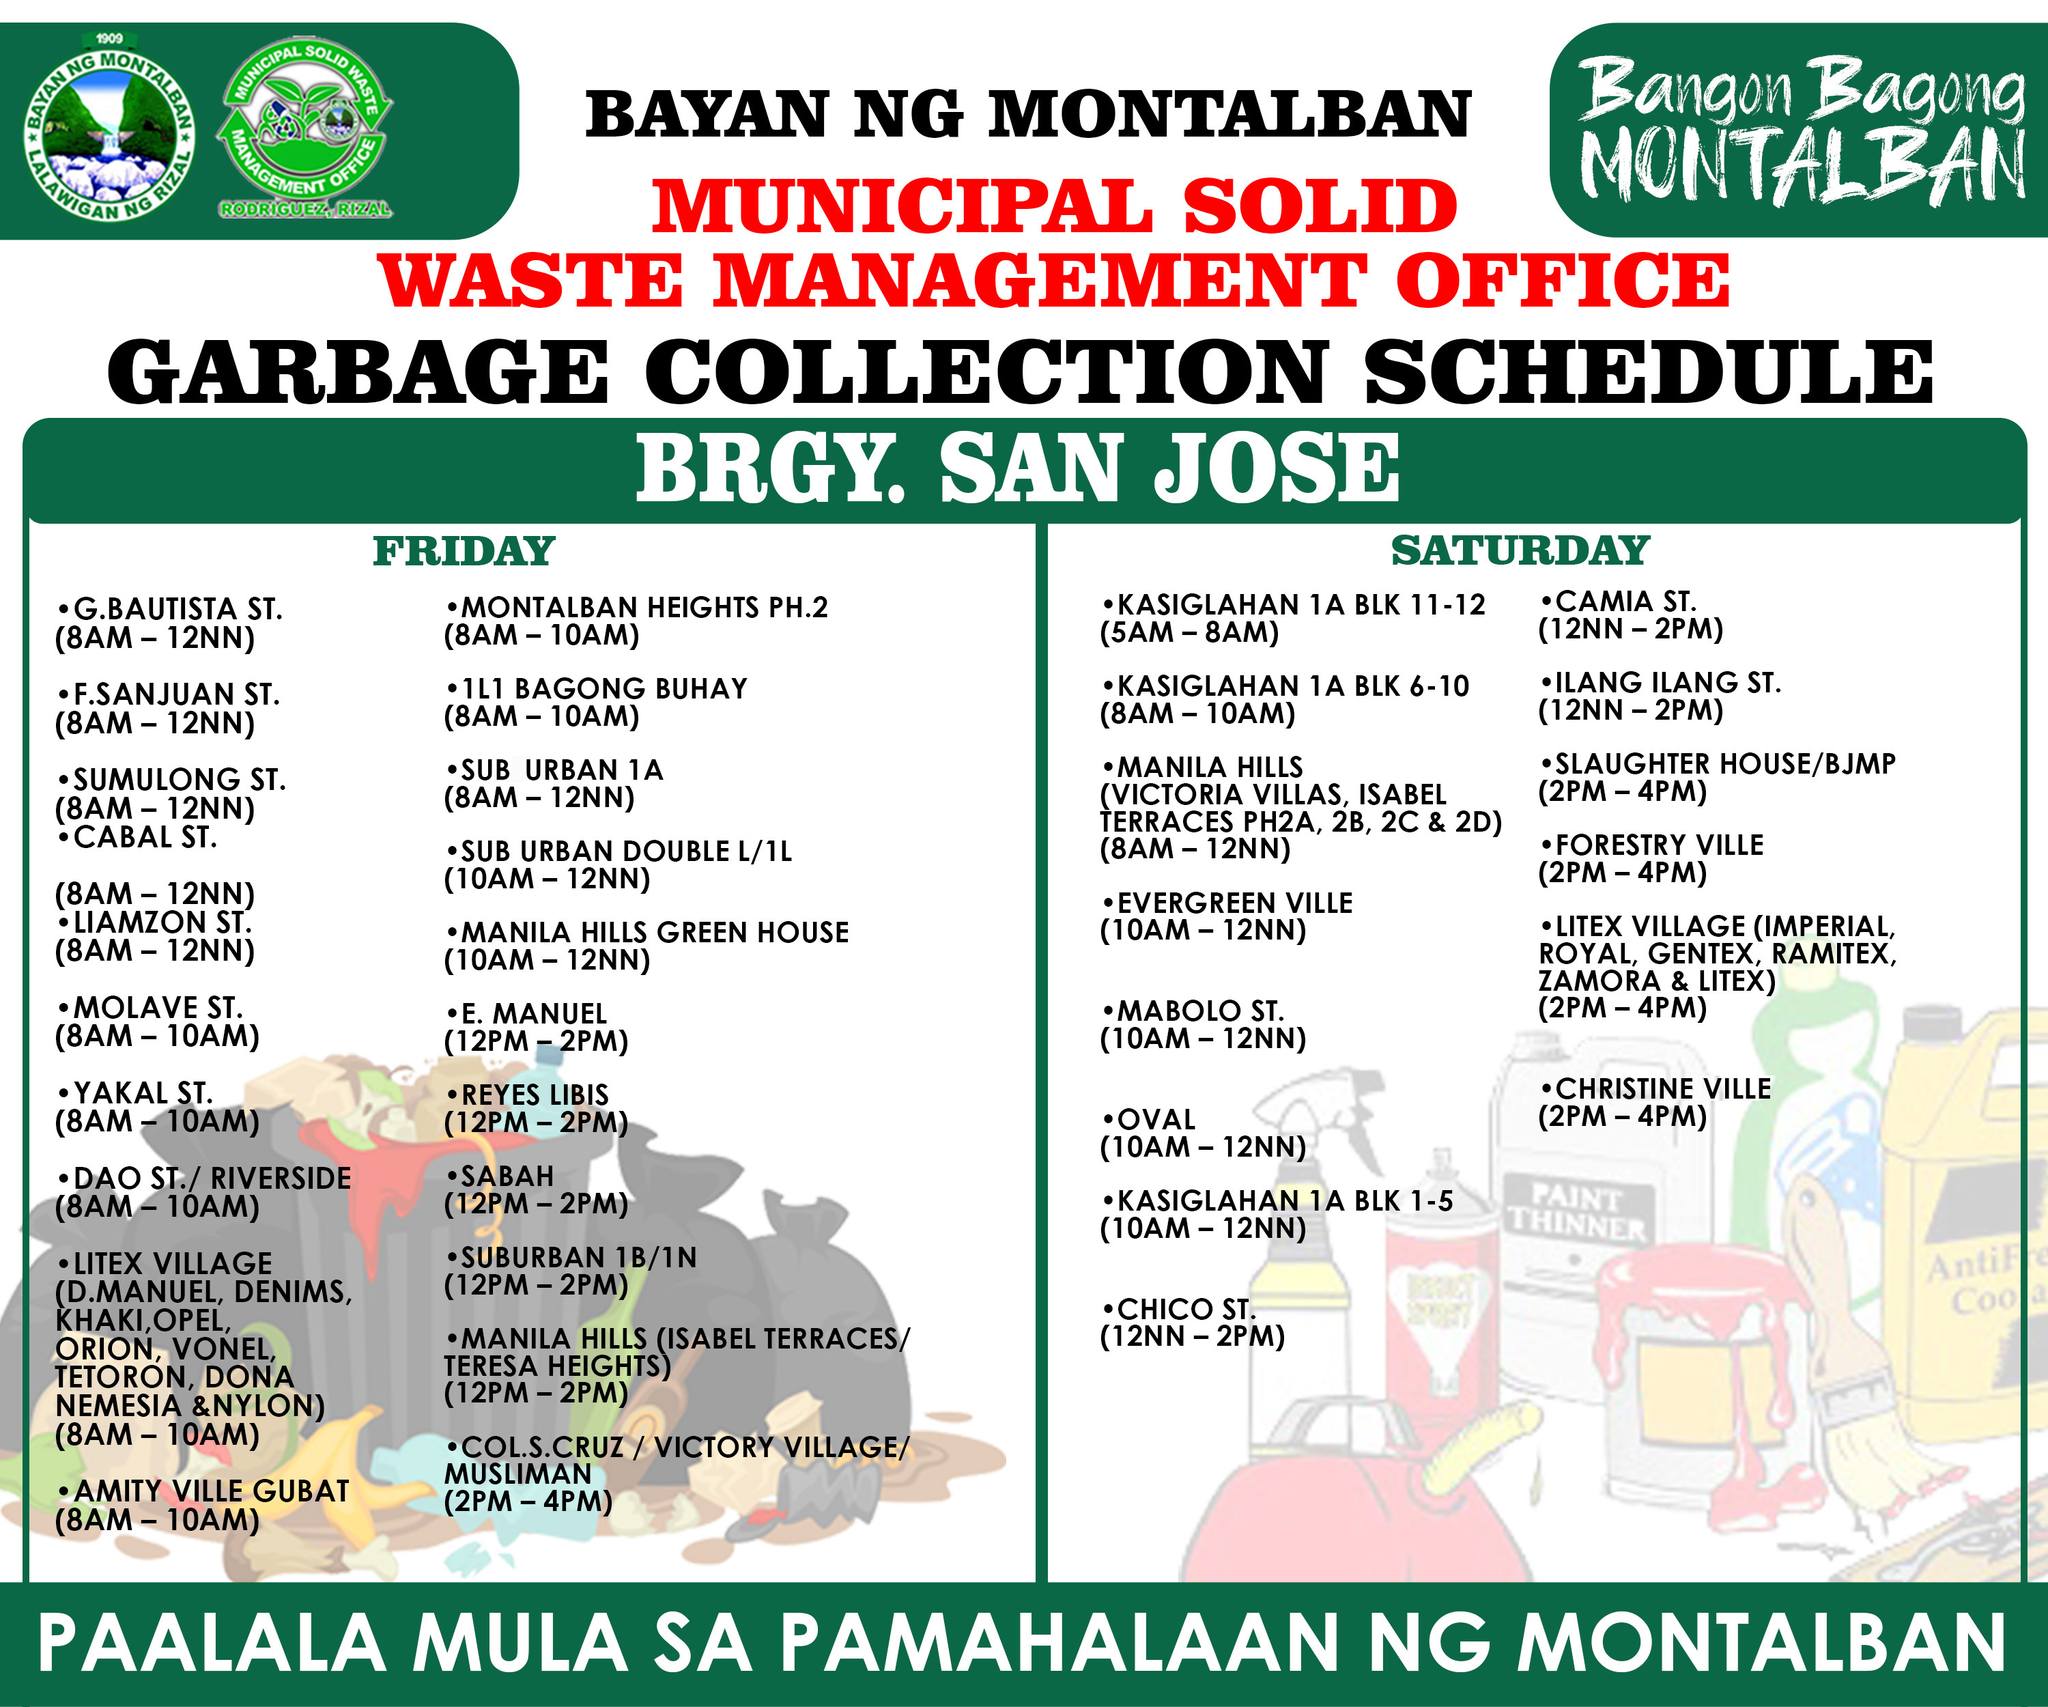 1909
BAYAN NG MONTALBAN
LALAWIGAN NG RIZAL
MUNICIPAL SOLID WASTE
MANAGEMENT OFFICE
RODRIGUEZ, RIZAL
BAYAN NG MONTALBAN
MUNICIPAL SOLID
WASTE MANAGEMENT OFFICE
GARBAGE COLLECTION SCHEDULE
Bangon Bagong
MONTALBAN
BRGY. SAN JOSE
FRIDAY
•G.BAUTISTA ST.
(8AM – 12NN)
•F.SANJUAN ST.
(8AM – 12NN)
•SUMULONG ST.
(8AM – 12NN)
•CABAL ST.
(8AM – 12NN)
•LIAMZON ST.
(8AM – 12NN)
•MOLAVE ST.
(8AM – 10AM)
•YAKAL ST.
(8AM – 10AM)
•DAO ST./ RIVERSIDE
(8AM – 10AM)
•LITEX VILLAGE
(D.MANUEL, DENIMS,
KHAKI,OPEL,
ORION, VONEL,
TETORON, DONA
NEMESIA &NYLON)
(8AM – 10AM)
•AMITY VILLE GUBAT
(8AM – 10AM)
•MONTALBAN HEIGHTS PH.2
(8AM – 10AM)
•1L1 BAGONG BUHAY
(8AM – 10AM)
•SUB  URBAN 1A
(8AM – 12NN)
•SUB URBAN DOUBLE L/1L
(10AM – 12NN)
•MANILA HILLS GREEN HOUSE
(10AM – 12NN)
•E. MANUEL
(12PM – 2PM)
•REYES LIBIS
(12PM – 2PM)
•SABAH
(12PM – 2PM)
•SUBURBAN 1B/1N
(12PM – 2PM)
•MANILA HILLS (ISABEL TERRACES/
TERESA HEIGHTS)
(12PM – 2PM)
•COL.S.CRUZ / VICTORY VILLAGE/
MUSLIMAN
(2PM – 4PM)
SATURDAY
•KASIGLAHAN 1A BLK 11-12
(5AM – 8AM)
•KASIGLAHAN 1A BLK 6-10
(8AM – 10AM)
•MANILA HILLS
(VICTORIA VILLAS, ISABEL
TERRACES PH2A, 2B, 2C & 2D)
(8AM – 12NN)
•EVERGREEN VILLE
(10AM – 12NN)
•MABOLO ST.
(10AM – 12NN)
•OVAL
(10AM – 12NN)
•KASIGLAHAN 1A BLK 1-5
(10AM – 12NN)
•CHICO ST.
(12NN – 2PM)
•CAMIA ST.
(12NN – 2PM)
•ILANG ILANG ST.
(12NN – 2PM)
•SLAUGHTER HOUSE/BJMP
(2PM – 4PM)
•FORESTRY VILLE
(2PM – 4PM)
•LITEX VILLAGE (IMPERIAL,
ROYAL, GENTEX, RAMITEX,
ZAMORA & LITEX)
(2PM – 4PM)
•CHRISTINE VILLE
(2PM – 4PM)
PAINT
THINNER
PAALALA MULA SA PAMAHALAAN NG MONTALBAN